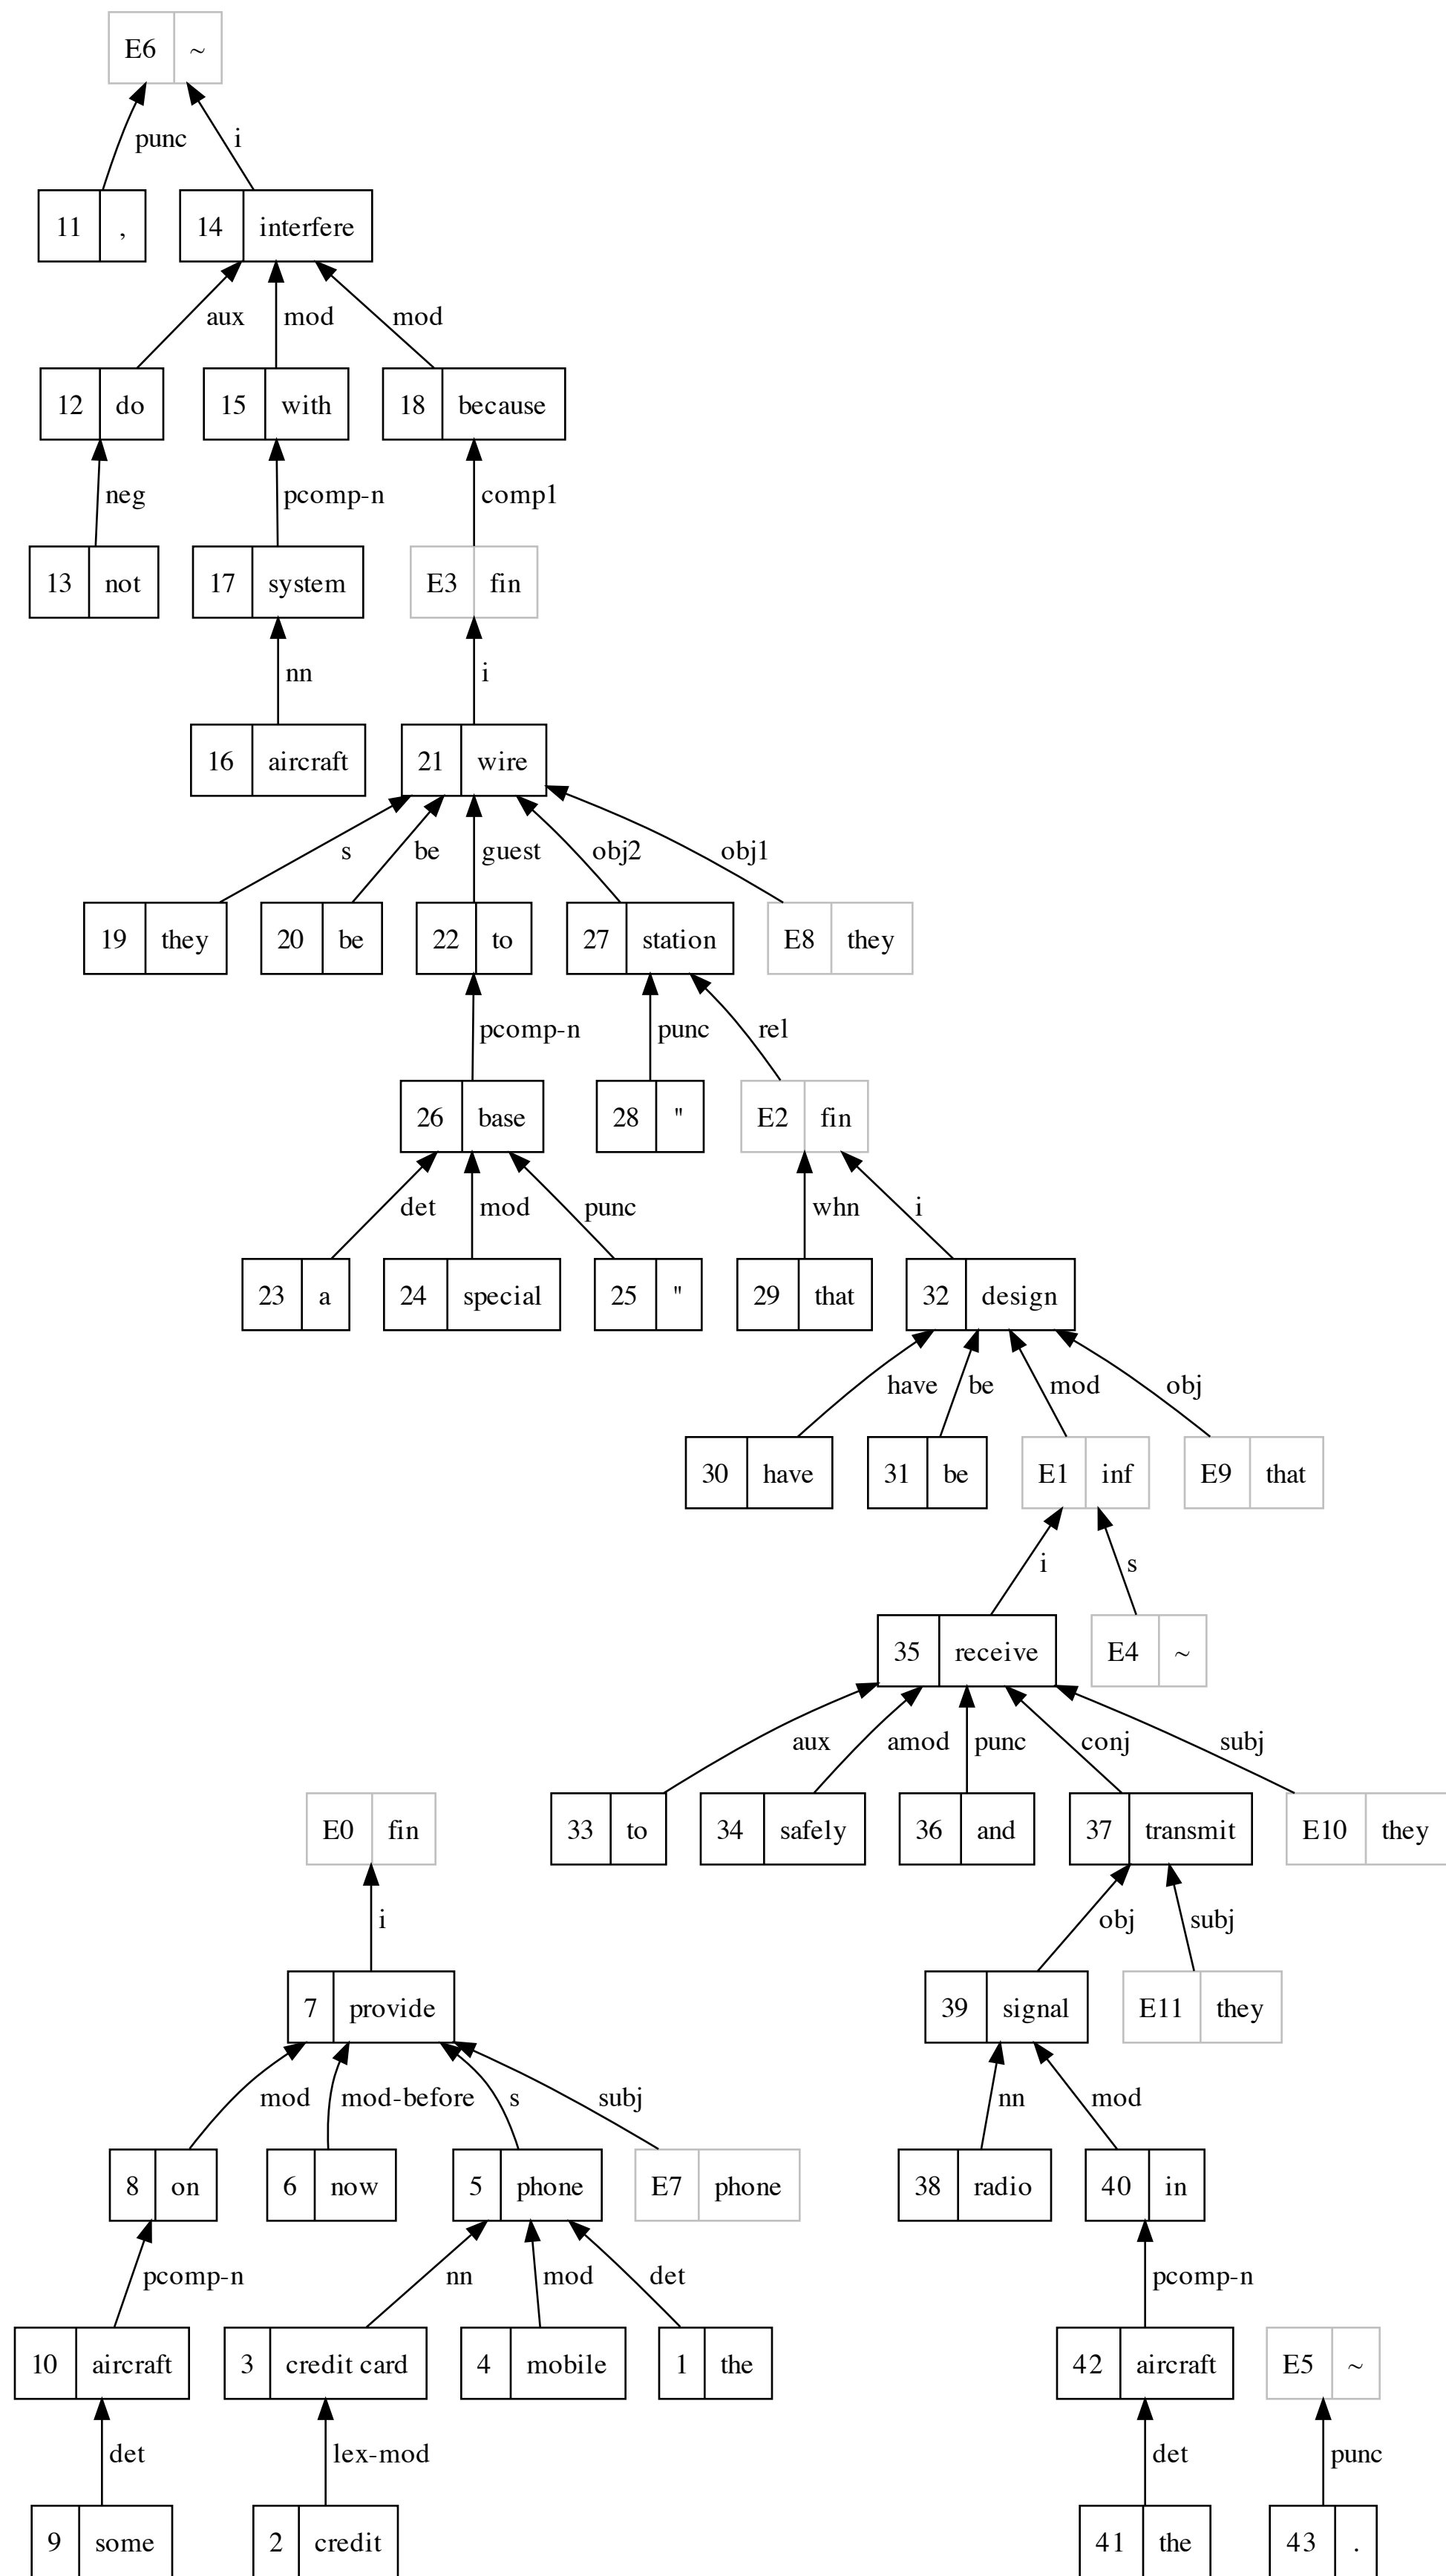 E6 ~
punc i
11 , 14 interfere
aux mod mod
12 do 15 with 18 because
neg pcomp-n comp1
13 not 17 system E3 fin
nn i
16 aircraft 21 wire
s be guest obj2 obj1
19 they 20 be 22 to 27 station E8 they
pcomp-n punc rel
26 base 28 " E2 fin
det mod punc whn i
23 a 24 special 25 " 29 that 32 design
have be mod obj
30 have 31 be E1 inf E9 that
i s
35 receive E4 ~
aux amod punc conj subj
E0 fin 33 to 34 safely 36 and 37 transmit E10 they
i obj subj
7 provide 39 signal E11 they
mod mod-before s subj nn mod
8 on 6 now 5 phone E7 phone 38 radio 40 in
pcomp-n nn mod det pcomp-n
10 aircraft 3 credit card 4 mobile 1 the 42 aircraft E5 ~
det lex-mod det punc
9 some 2 credit 41 the 43 .